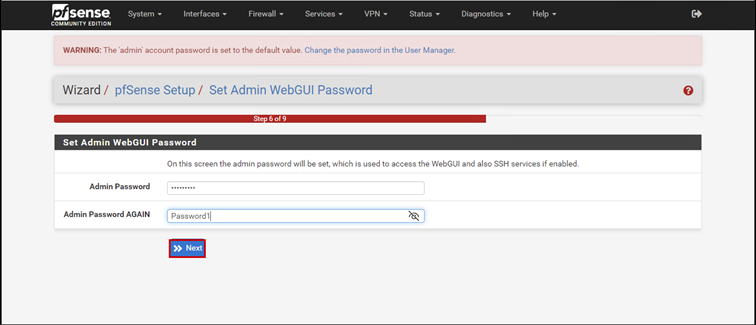 pfsense
COMMUNITY EDITION
System Interfaces Firewall Services VPN Status Diagnostics Help
WARNING: The 'admin' account password is set to the default value. Change the password in the User Manager.
Wizard / pfSense Setup / Set Admin WebGUI Password
Step 6 of 9
Set Admin WebGUI Password
On this screen the admin password will be set, which is used to access the WebGUI and also SSH services if enabled.
Admin Password •••••••••
Admin Password AGAIN Password1
Next